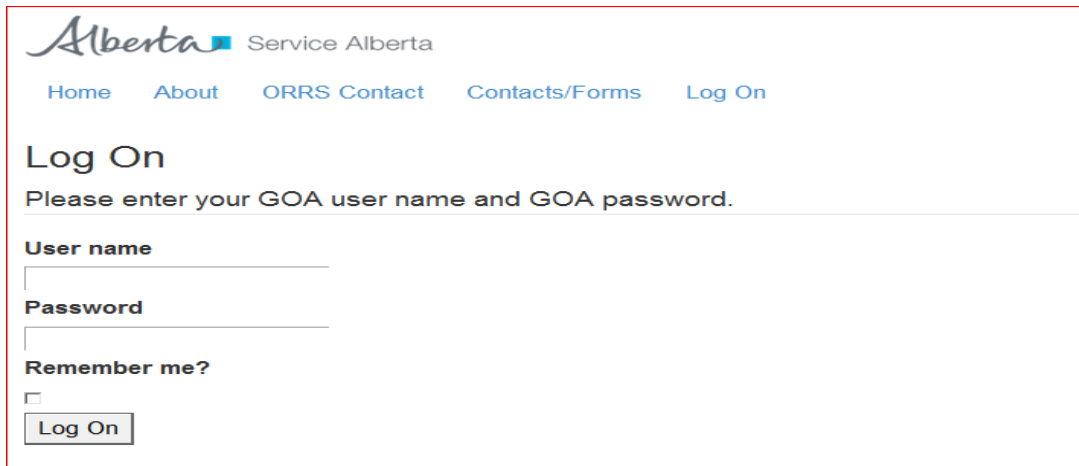 Alberta Service Alberta
Home About ORRS Contact Contacts/Forms Log On
Log On
Please enter your GOA user name and GOA password.
User name
Password
Remember me?
Log On